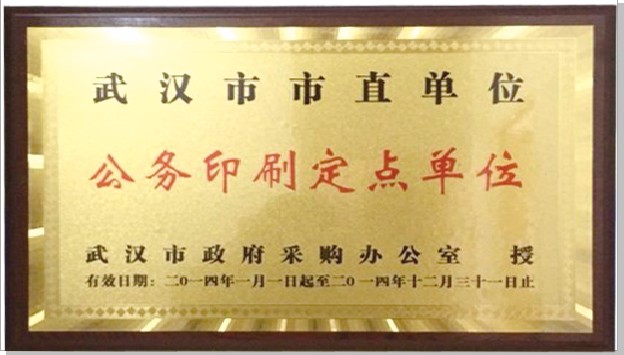 武汉市市直单位
公务印刷定点单位
武汉市政府采购办公室 授
有效日期：二0一四年一月一日起至二0一四年十二月三十一日止